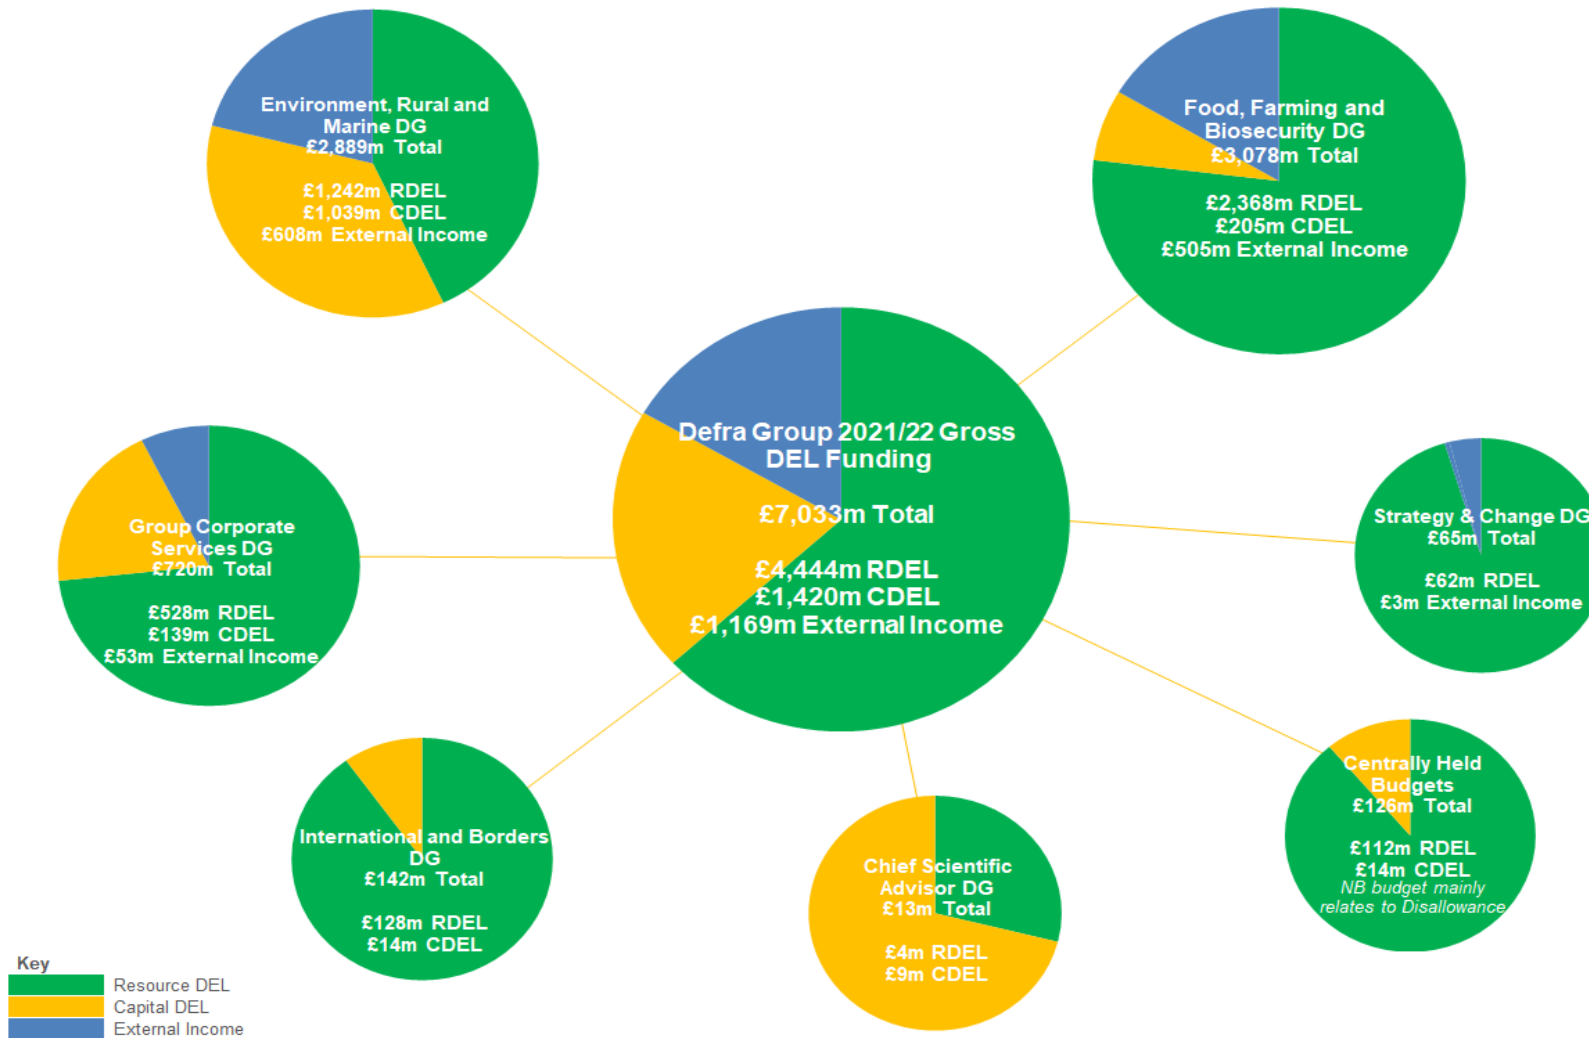 Environment, Rural and
Marine DG
£2,889m Total
£1,242m RDEL
£1,039m CDEL
£608m External Income
Food, Farming and
Biosecurity DG
£3,078m Total
£2,368m RDEL
£205m CDEL
£505m External Income
Defra Group 2021/22 Gross
DEL Funding
£7,033m Total
£4,444m RDEL
£1,420m CDEL
£1,169m External Income
Group Corporate
Services DG
£720m Total
£528m RDEL
£139m CDEL
£53m External Income
Strategy & Change DG
£65m Total
£62m RDEL
£3m External Income
International and Borders
DG
£142m Total
£128m RDEL
£14m CDEL
Chief Scientific
Advisor DG
£13m Total
£4m RDEL
£9m CDEL
Centrally Held
Budgets
£126m Total
£112m RDEL
£14m CDEL
NB budget mainly
relates to Disallowance
Key
Resource DEL
Capital DEL
External Income